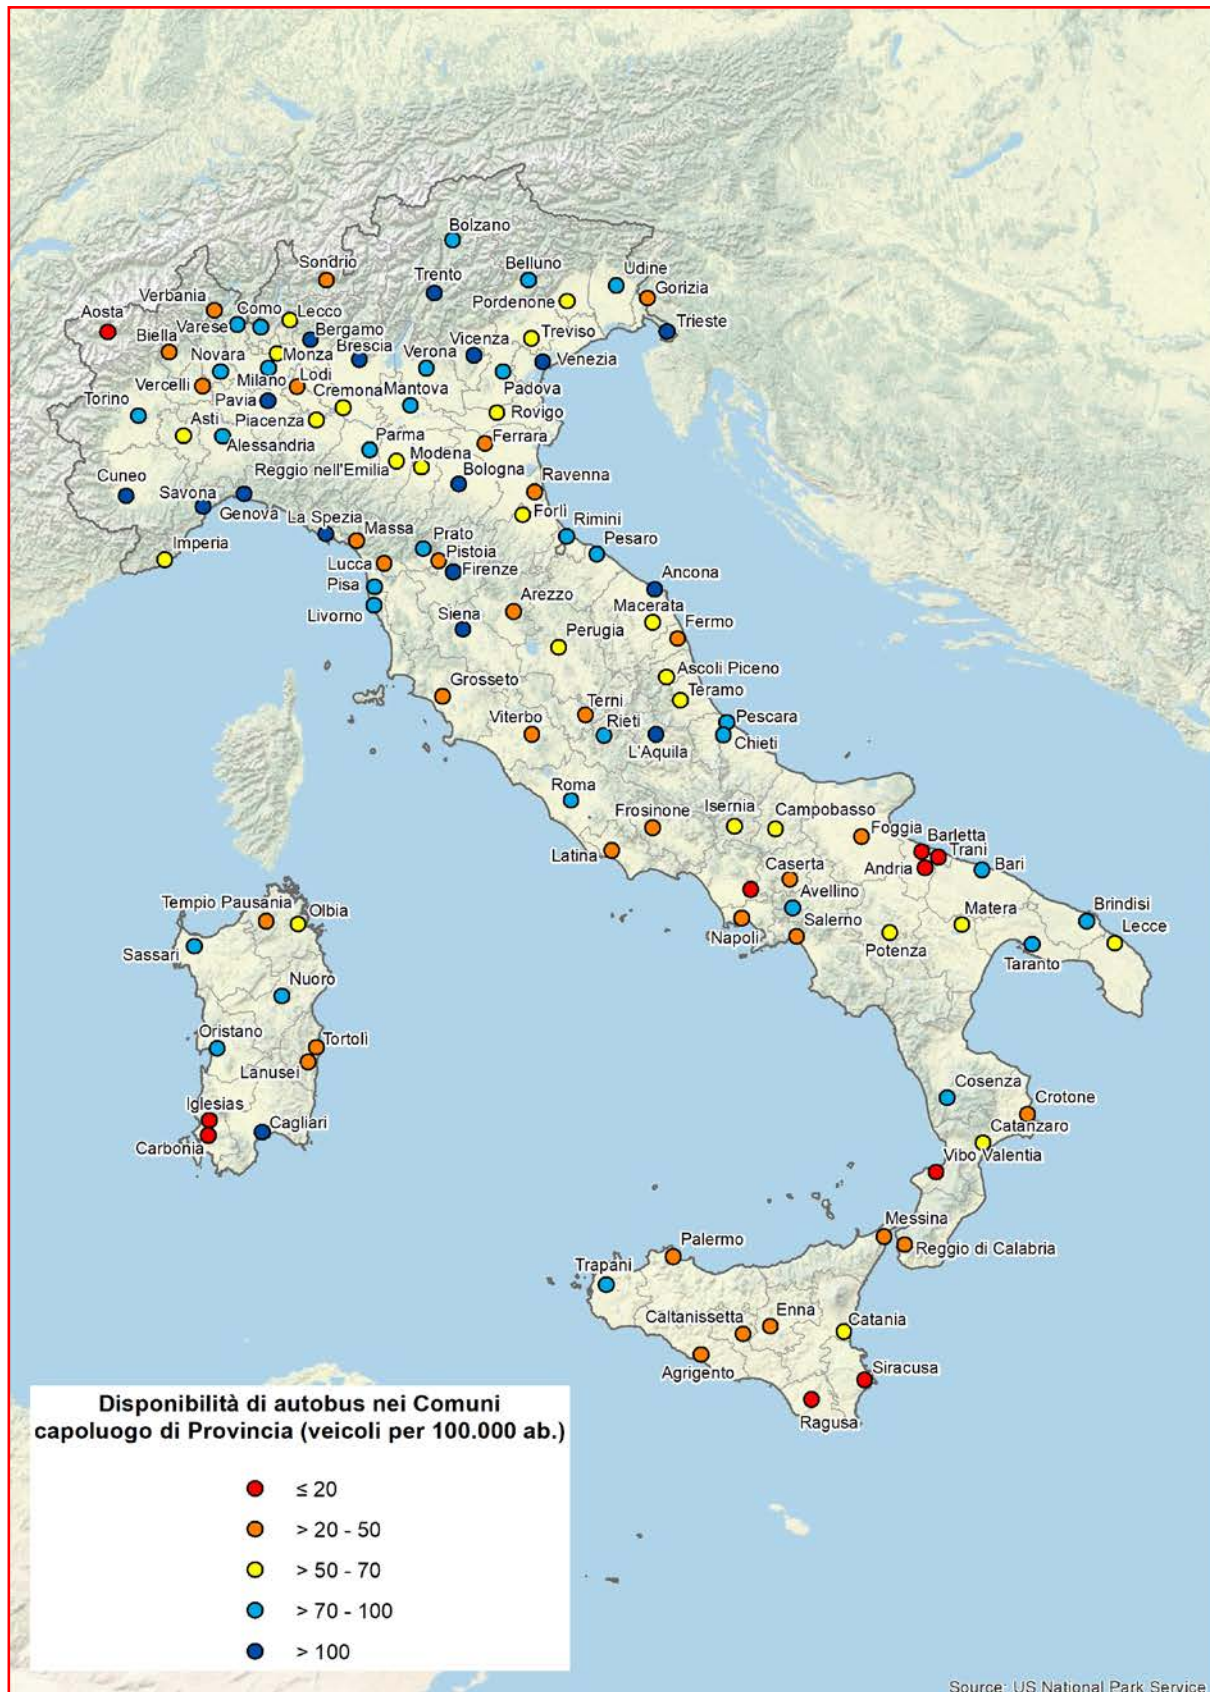 Bolzano
Sondrio
Trento
Belluno
Udine
Gorizia
Verbania
Como
Lecco
Pordenone
Aosta
Varese
Bergamo
Trieste
Biella
Brescia
Vicenza
Treviso
Novara
Monza
Verona
Venezia
Vercelli
Milano
Lodi
Padova
Torino
Pavia
Cremona
Mantova
Asti
Piacenza
Rovigo
Alessandria
Parma
Ferrara
Modena
Reggio nell'Emilia
Bologna
Ravenna
Cuneo
Savona
Genova
Forlì
La Spezia
Massa
Prato
Rimini
Imperia
Pistoia
Pesaro
Lucca
Firenze
Pisa
Arezzo
Ancona
Livorno
Siena
Macerata
Fermo
Perugia
Ascoli Piceno
Grosseto
Teramo
Terni
Viterbo
Rieti
Pescara
L'Aquila
Chieti
Roma
Frosinone
Isernia
Campobasso
Foggia
Barletta
Latina
Trani
Caserta
Andria
Bari
Avellino
Tempio Pausania
Olbia
Matera
Brindisi
Napoli
Salerno
Lecce
Sassari
Potenza
Taranto
Nuoro
Oristano
Tortolì
Lanusei
Cosenza
Iglesias
Crotone
Cagliari
Catanzaro
Carbonia
Vibo Valentia
Messina
Palermo
Reggio di Calabria
Trapani
Caltanissetta
Enna
Catania
Agrigento
Siracusa
Ragusa
Disponibilità di autobus nei Comuni
capoluogo di Provincia (veicoli per 100.000 ab.)
≤ 20
> 20 - 50
> 50 - 70
> 70 - 100
> 100
Source: US National Park Service